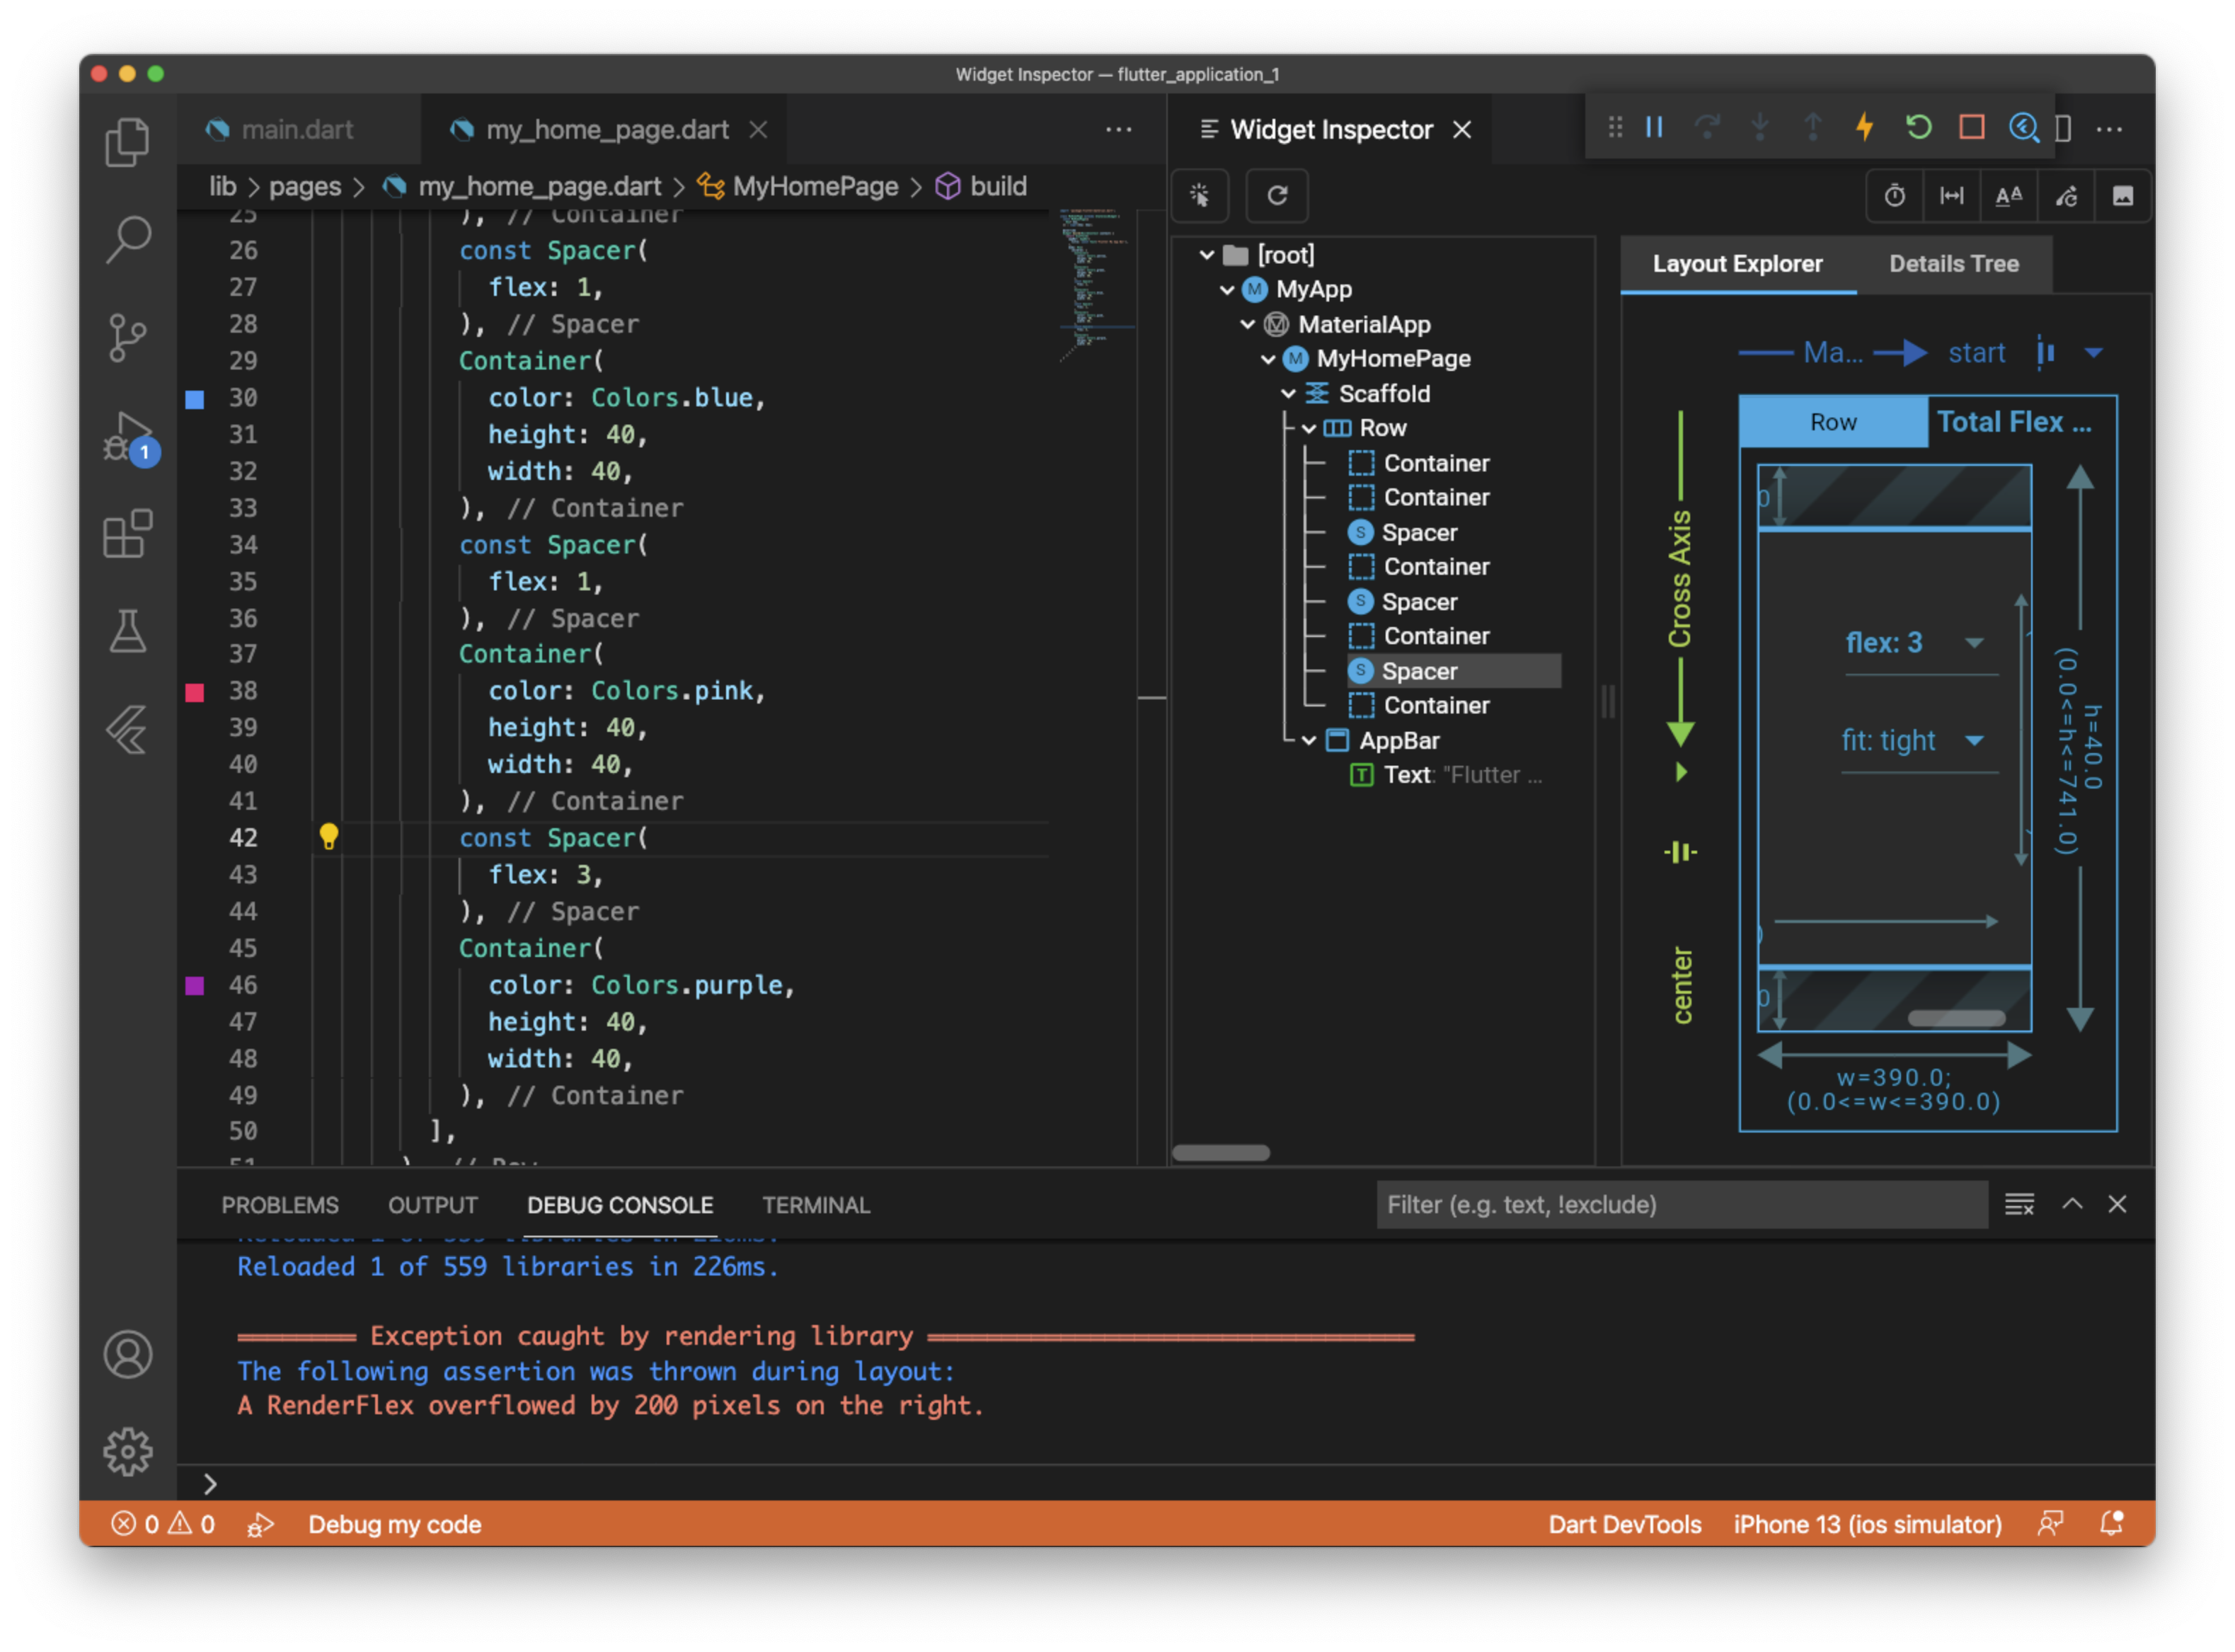 Widget Inspector — flutter_application_1
main.dart
my_home_page.dart
Widget Inspector
lib > pages > my_home_page.dart > MyHomePage > build
25 ), // Container
26 const Spacer(
27 flex: 1,
28 ), // Spacer
29 Container(
30 color: Colors.blue,
31 height: 40,
32 width: 40,
33 ), // Container
34 const Spacer(
35 flex: 1,
36 ), // Spacer
37 Container(
38 color: Colors.pink,
39 height: 40,
40 width: 40,
41 ), // Container
42 const Spacer(
43 flex: 3,
44 ), // Spacer
45 Container(
46 color: Colors.purple,
47 height: 40,
48 width: 40,
49 ), // Container
50 ],
51 ), // Row
1
[root]
MyApp
MaterialApp
MyHomePage
Scaffold
Row
Container
Container
Spacer
Container
Spacer
Container
Spacer
Container
AppBar
Text: "Flutter ...
Layout Explorer
Details Tree
Ma... start
Row
Total Flex ...
Cross Axis
center
0
flex: 3
fit: tight
0
h=40.0
(0.0<=h<=741.0)
w=390.0;
(0.0<=w<=390.0)
PROBLEMS OUTPUT DEBUG CONSOLE TERMINAL
Filter (e.g. text, !exclude)
Reloaded 1 of 559 libraries in 226ms.
Exception caught by rendering library
The following assertion was thrown during layout:
A RenderFlex overflowed by 200 pixels on the right.
>
0 0 Debug my code
Dart DevTools iPhone 13 (ios simulator)